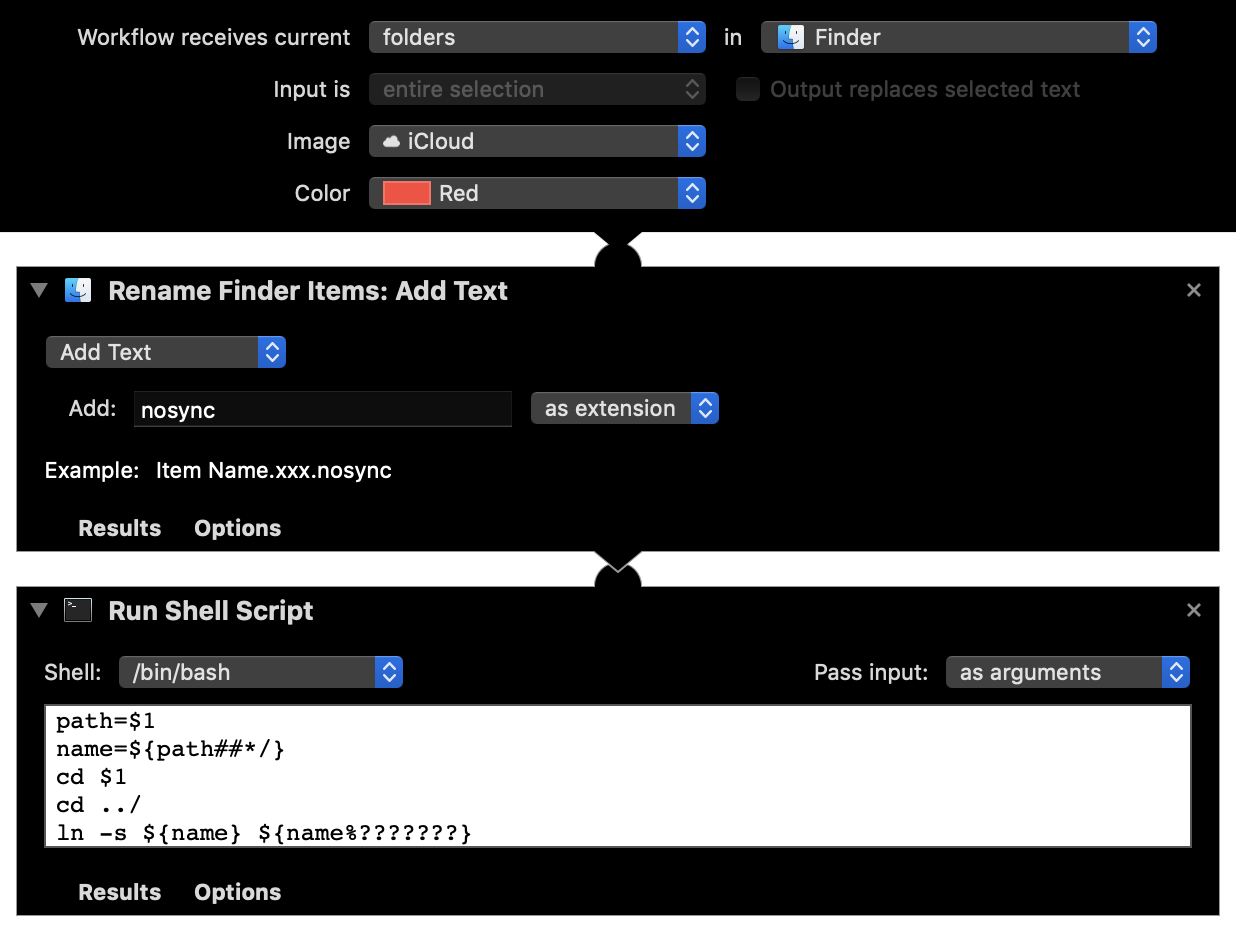 Workflow receives current folders in Finder
Input is entire selection Output replaces selected text
Image iCloud
Color Red
Rename Finder Items: Add Text
Add Text
Add: nosync as extension
Example: Item Name.xxx.nosync
Results Options
Run Shell Script
Shell: /bin/bash Pass input: as arguments
path=$1
name=${path##*/}
cd $1
cd ../
ln -s ${name} ${name%???????}
Results Options